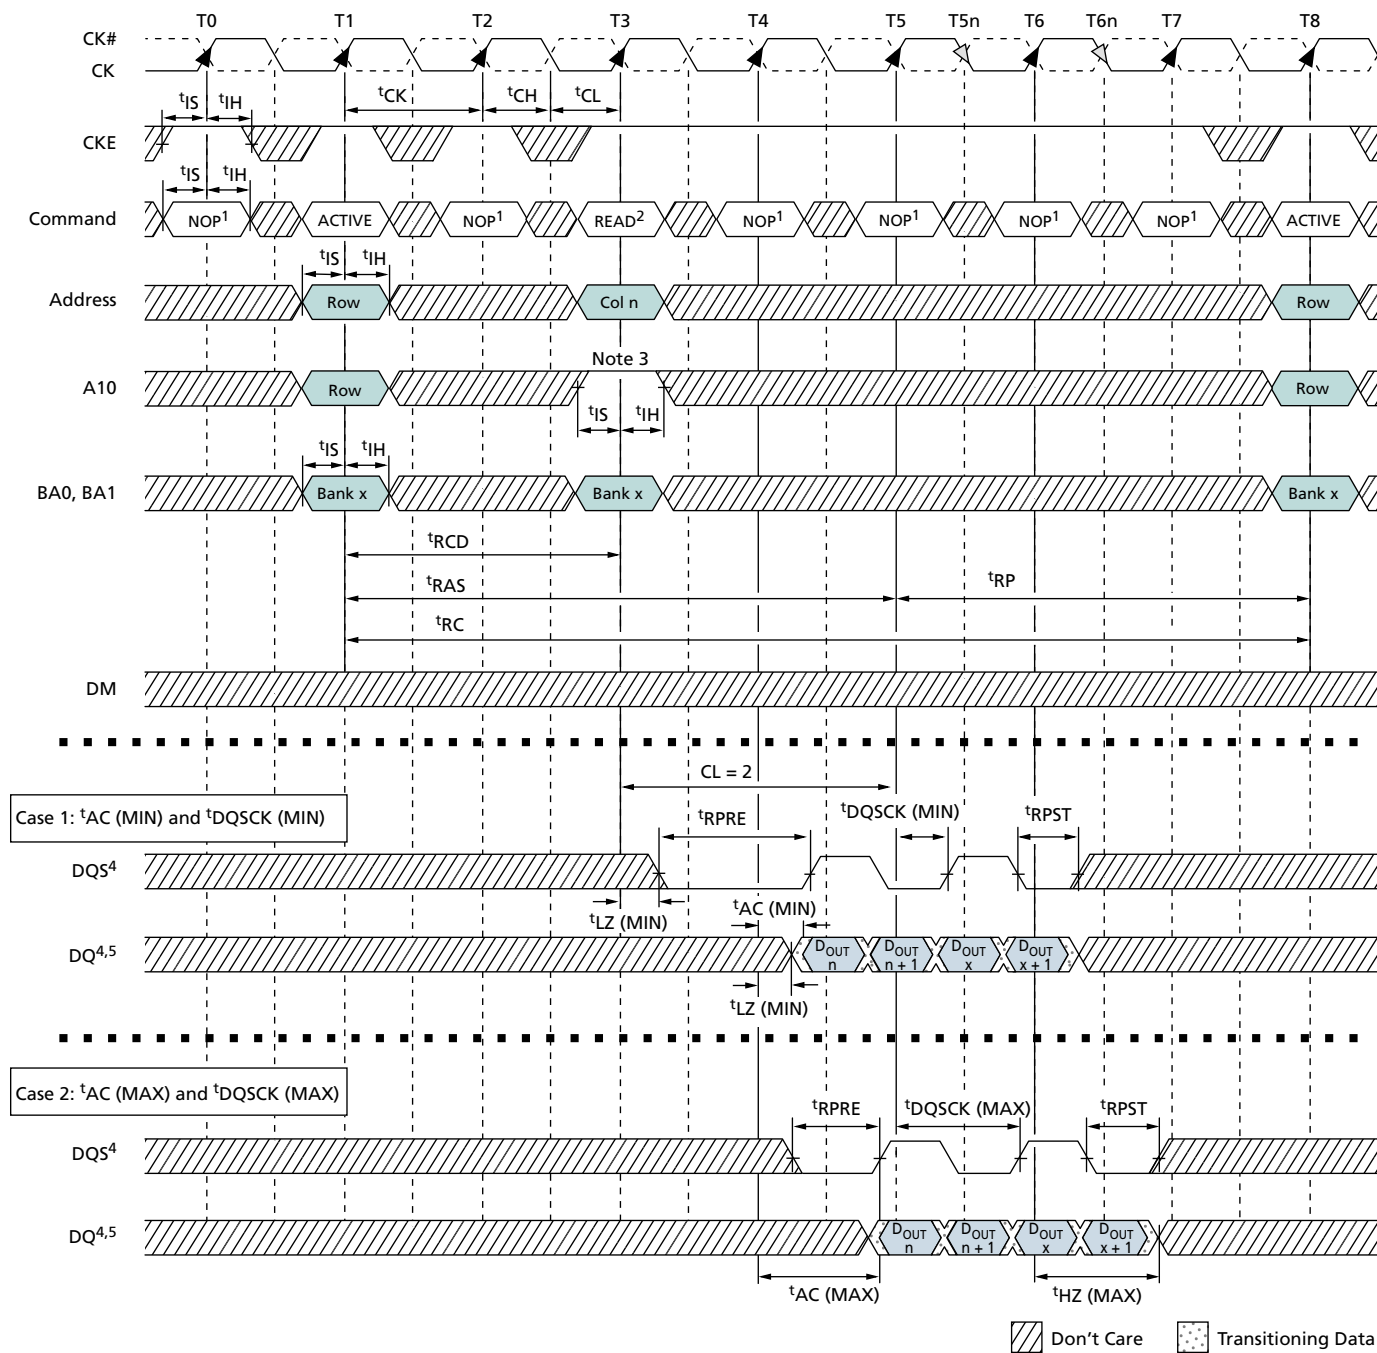 T0 T1 T2 T3 T4 T5 T5n T6 T6n T7 T8
CK#
CK
tIS tIH tCK tCH tCL
CKE
tIS tIH
Command NOP1 ACTIVE NOP1 READ2 NOP1 NOP1 NOP1 NOP1 ACTIVE
tIS tIH
Address Row Col n Row
Note 3
A10 Row Row
tIS tIH
tIS tIH
BA0, BA1 Bank x Bank x Bank x
tRCD
tRAS tRP
tRC
DM
CL = 2
Case 1: tAC (MIN) and tDQSCK (MIN)
tRPRE tDQSCK (MIN) tRPST
DQS4
tLZ (MIN) tAC (MIN)
DQ4,5 DOUT n DOUT n + 1 DOUT x DOUT x + 1
tLZ (MIN)
Case 2: tAC (MAX) and tDQSCK (MAX)
tRPRE tDQSCK (MAX) tRPST
DQS4
DQ4,5 DOUT n DOUT n + 1 DOUT x DOUT x + 1
tAC (MAX) tHZ (MAX)
Don't Care Transitioning Data